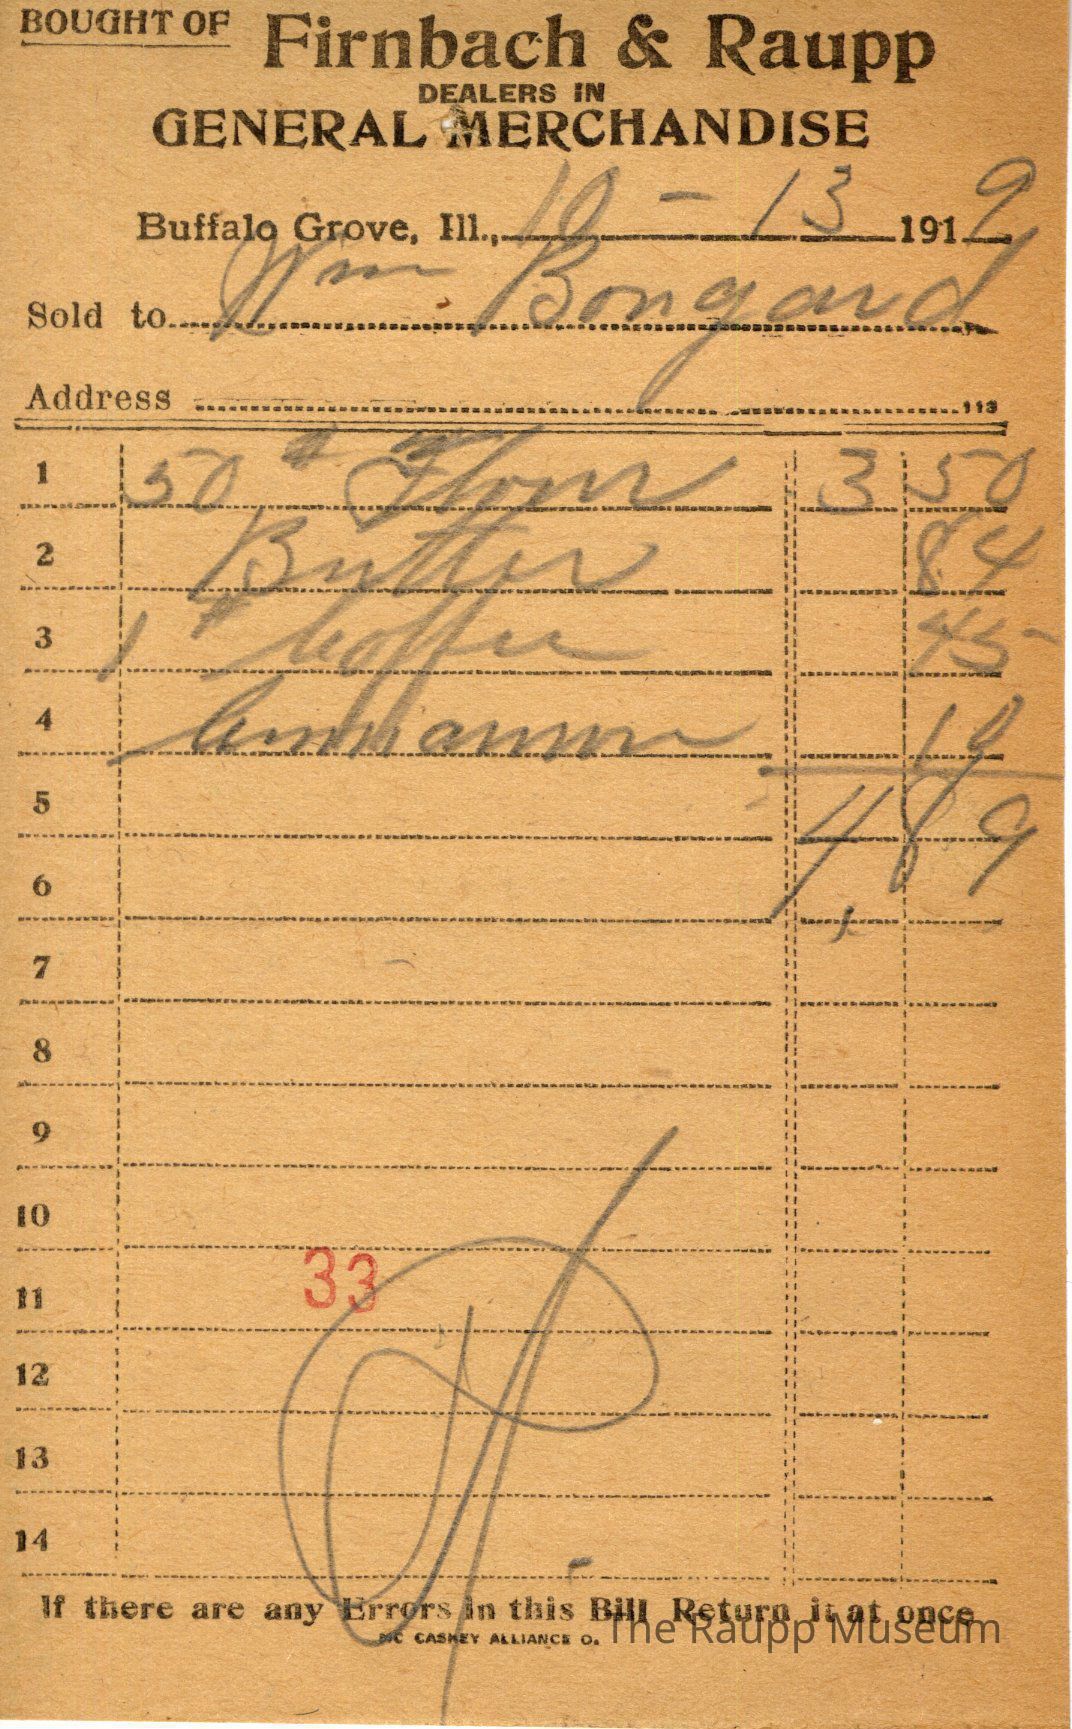 BOUGHT OF Firnbach & Raupp
DEALERS IN
GENERAL MERCHANDISE
Buffalo Grove, Ill., 10 - 13 1919
Sold to Wm Bongard
Address 113
1 50 # Flour 3 50
2 Butter 84
3 1 # Coffee 45
4 Cinnamon 10
5 4 89
6
7
8
9
10
33
11
12
13
14
If there are any Errors in this Bill Return it at once
MC CASKEY ALLIANCE O.
The Raupp Museum